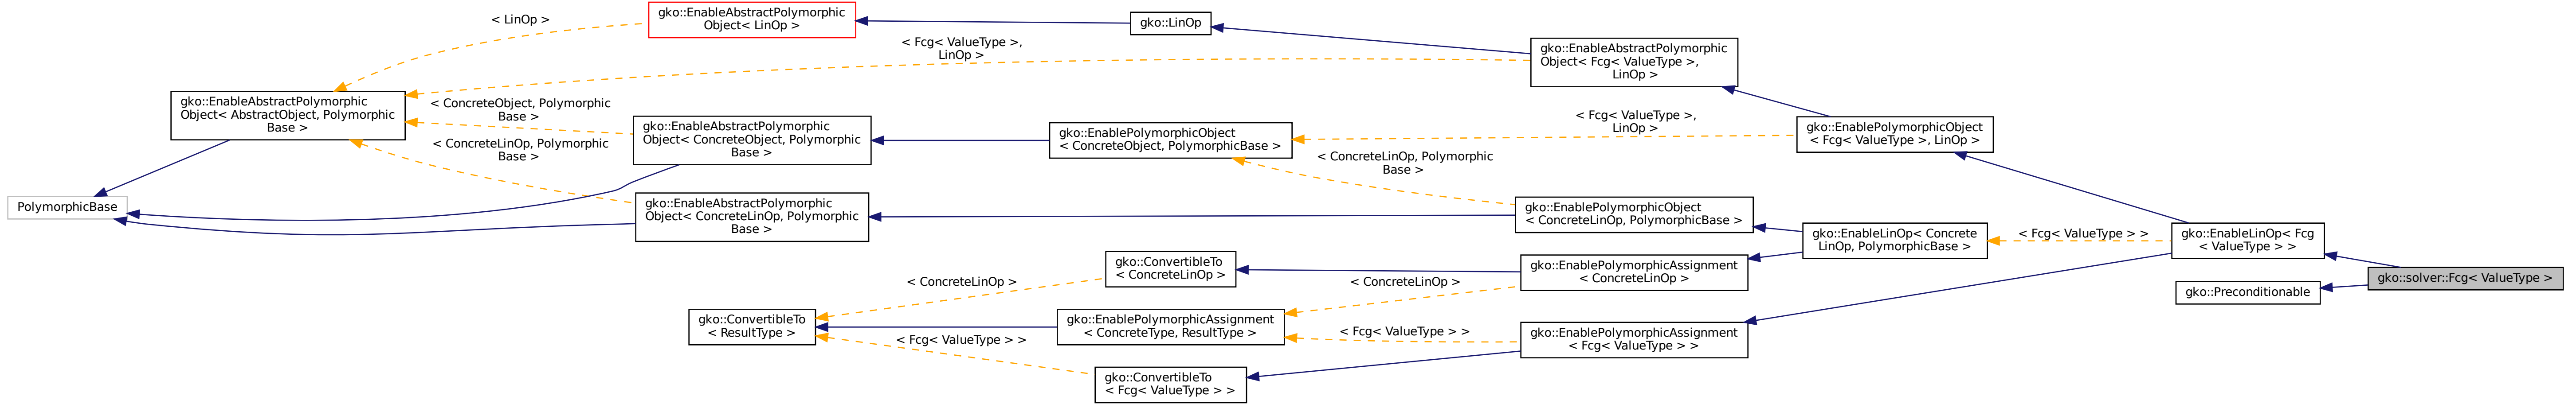 gko::EnableAbstractPolymorphic
Object< LinOp >
< LinOp >
gko::LinOp
< Fcg< ValueType >,
LinOp >
gko::EnableAbstractPolymorphic
Object< Fcg< ValueType >,
LinOp >
gko::EnableAbstractPolymorphic
Object< AbstractObject, Polymorphic
Base >
< ConcreteObject, Polymorphic
Base >
gko::EnableAbstractPolymorphic
Object< ConcreteObject, Polymorphic
Base >
gko::EnablePolymorphicObject
< ConcreteObject, PolymorphicBase >
< Fcg< ValueType >,
LinOp >
gko::EnablePolymorphicObject
< Fcg< ValueType >, LinOp >
< ConcreteLinOp, Polymorphic
Base >
< ConcreteLinOp, Polymorphic
Base >
PolymorphicBase
gko::EnableAbstractPolymorphic
Object< ConcreteLinOp, Polymorphic
Base >
gko::EnablePolymorphicObject
< ConcreteLinOp, PolymorphicBase >
gko::EnableLinOp< Concrete
LinOp, PolymorphicBase >
< Fcg< ValueType > >
gko::EnableLinOp< Fcg
< ValueType > >
gko::ConvertibleTo
< ConcreteLinOp >
gko::EnablePolymorphicAssignment
< ConcreteLinOp >
gko::solver::Fcg< ValueType >
< ConcreteLinOp >
< ConcreteLinOp >
gko::Preconditionable
gko::ConvertibleTo
< ResultType >
gko::EnablePolymorphicAssignment
< ConcreteType, ResultType >
< Fcg< ValueType > >
gko::EnablePolymorphicAssignment
< Fcg< ValueType > >
< Fcg< ValueType > >
gko::ConvertibleTo
< Fcg< ValueType > >